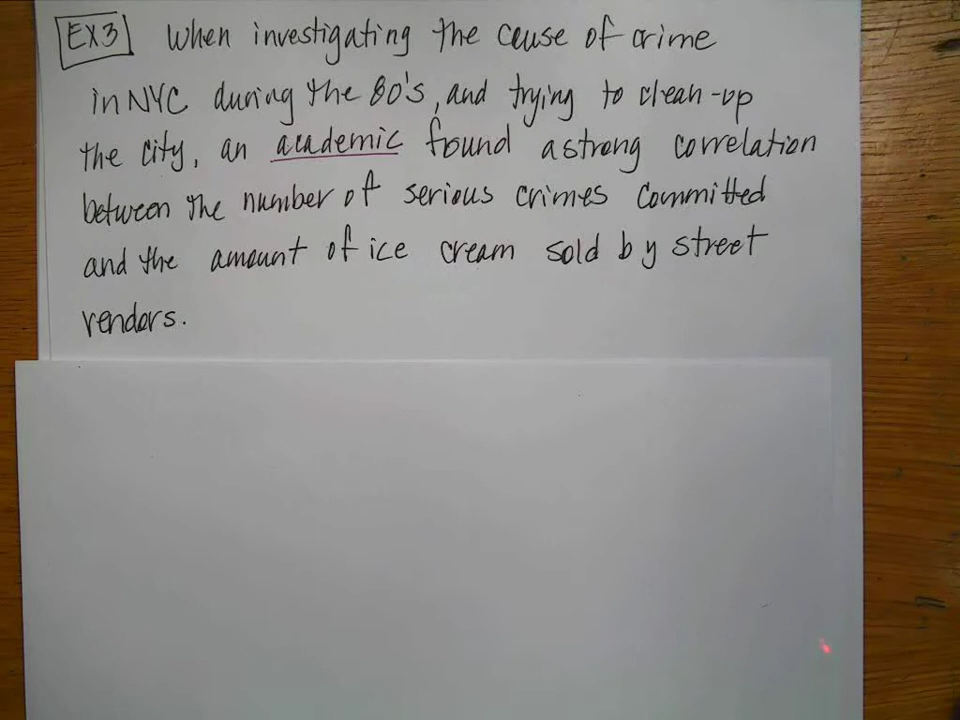 EX3 When investigating the cause of crime
in NYC during the 80's, and trying to clean-up
the city, an academic found a strong correlation
between the number of serious crimes committed
and the amount of ice cream sold by street
vendors.